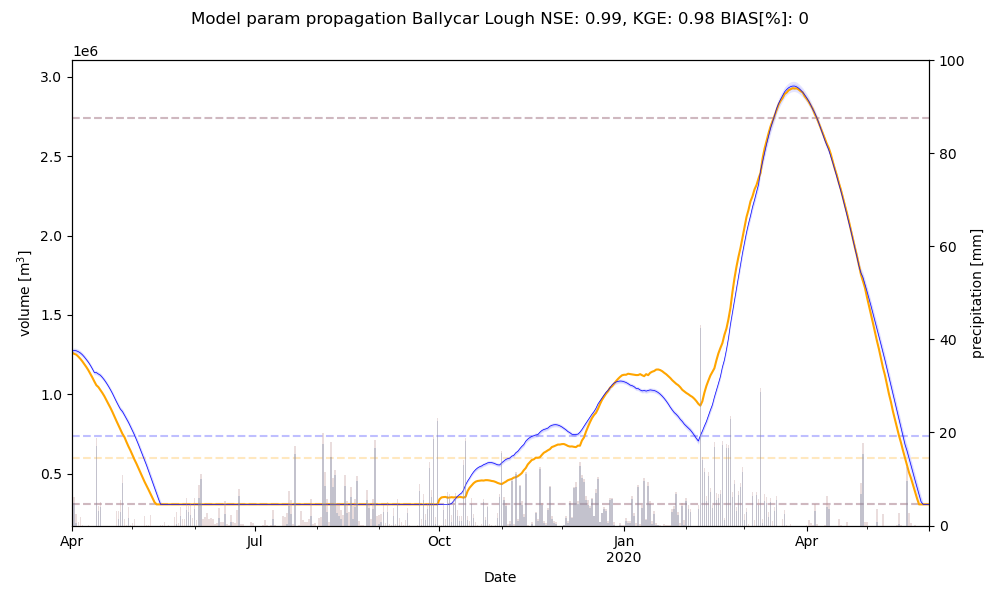 Model param propagation Ballycar Lough NSE: 0.99, KGE: 0.98 BIAS[%]: 0
1e6
3.0
2.5
2.0
1.5
1.0
0.5
volume [m³]
100
80
60
40
20
0
precipitation [mm]
Apr
Jul
Oct
Jan
2020
Apr
Date